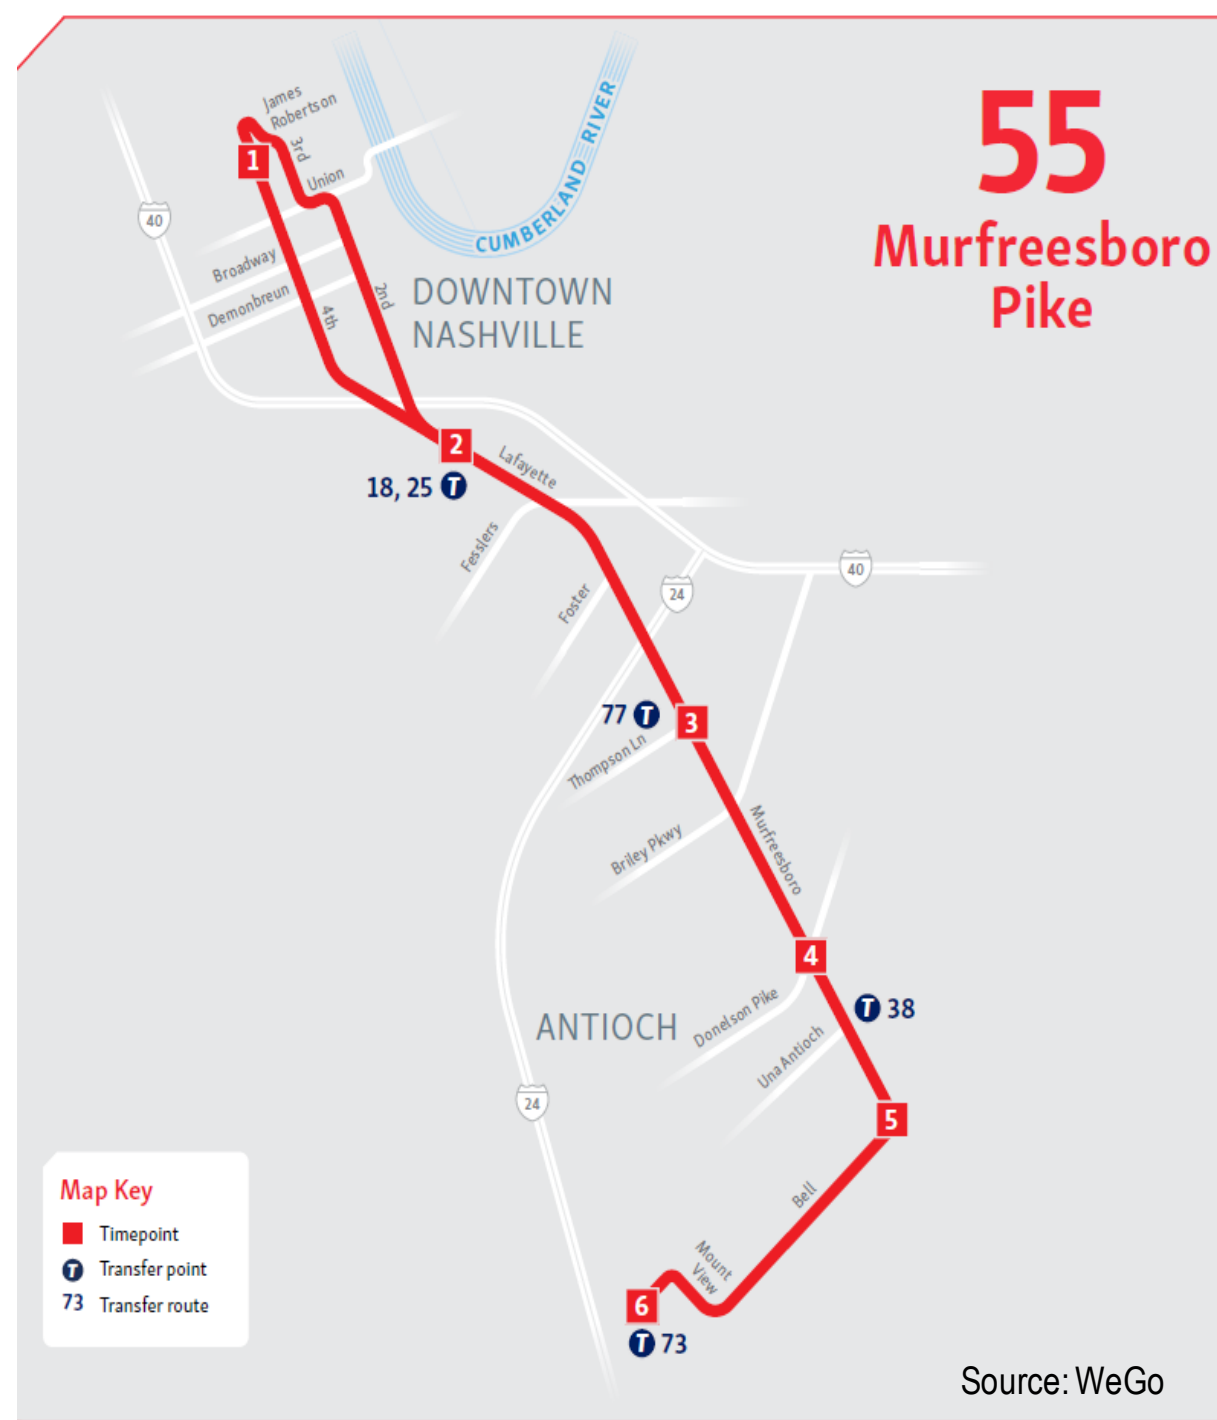 55
Murfreesboro
Pike
James
Robertson
3rd
1
Union
CUMBERLAND RIVER
40
Broadway
Demonbreun
4th
2nd
DOWNTOWN
NASHVILLE
2
Lafayette
18, 25 T
Fesslers
Foster
24
40
77 T
3
Thompson Ln
Briley Pkwy
Murfreesboro
4
T 38
ANTIOCH
Donelson Pike
Una Antioch
24
5
Bell
Mount
View
6
T 73
Map Key
Timepoint
T Transfer point
73 Transfer route
Source: WeGo